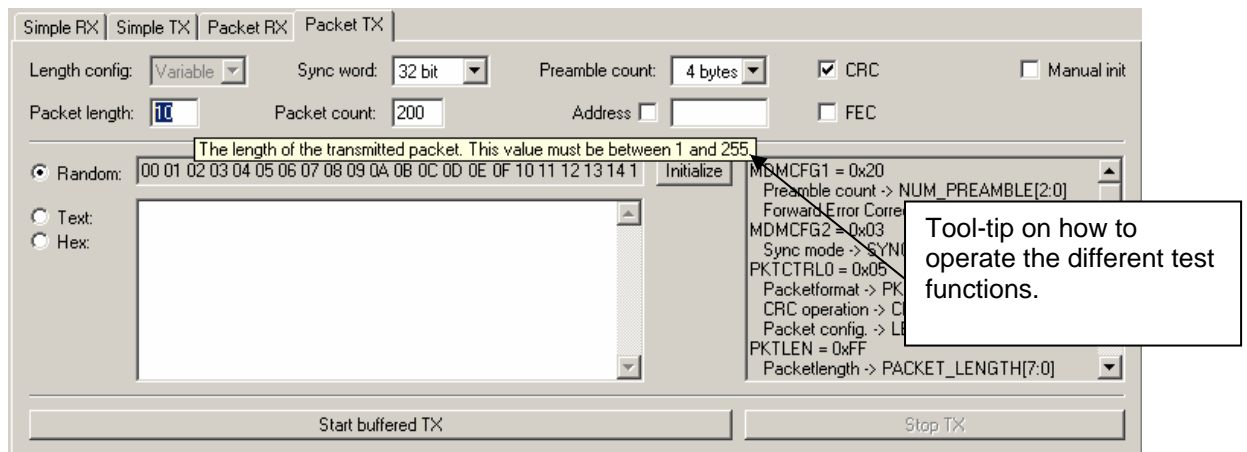 Simple RX Simple TX Packet RX Packet TX
Length config: Variable Sync word: 32 bit Preamble count: 4 bytes CRC Manual init
Packet length: 10 Packet count: 200 Address FEC
The length of the transmitted packet. This value must be between 1 and 255
Random: 00 01 02 03 04 05 06 07 08 09 0A 0B 0C 0D 0E 0F 10 11 12 13 14 1 Initialize
Text:
Hex:
MDMCFG1 = 0x20
Preamble count -> NUM_PREAMBLE[2:0]
Forward Error Correc
MDMCFG2 = 0x03
Sync mode -> SYNC
PKTCTRL0 = 0x05
Packetformat -> PK
CRC operation -> C
Packet config. -> LE
PKTLEN = 0xFF
Packetlength -> PACKET_LENGTH[7:0]
Tool-tip on how to
operate the different test
functions.
Start buffered TX Stop TX